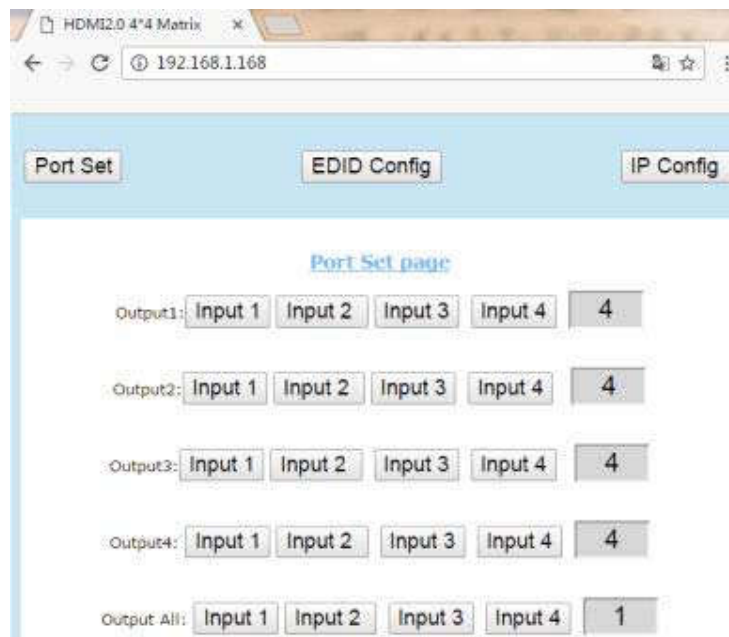 HDMI2.0 4*4 Matrix
192.168.1.168
Port Set EDID Config IP Config
Port Set page
Output1: Input 1 Input 2 Input 3 Input 4 4
Output2: Input 1 Input 2 Input 3 Input 4 4
Output3: Input 1 Input 2 Input 3 Input 4 4
Output4: Input 1 Input 2 Input 3 Input 4 4
Output All: Input 1 Input 2 Input 3 Input 4 1